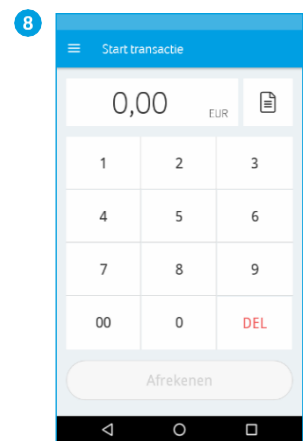 8
Start transactie
0,00 EUR
1 2 3
4 5 6
7 8 9
00 0 DEL
Afrekenen